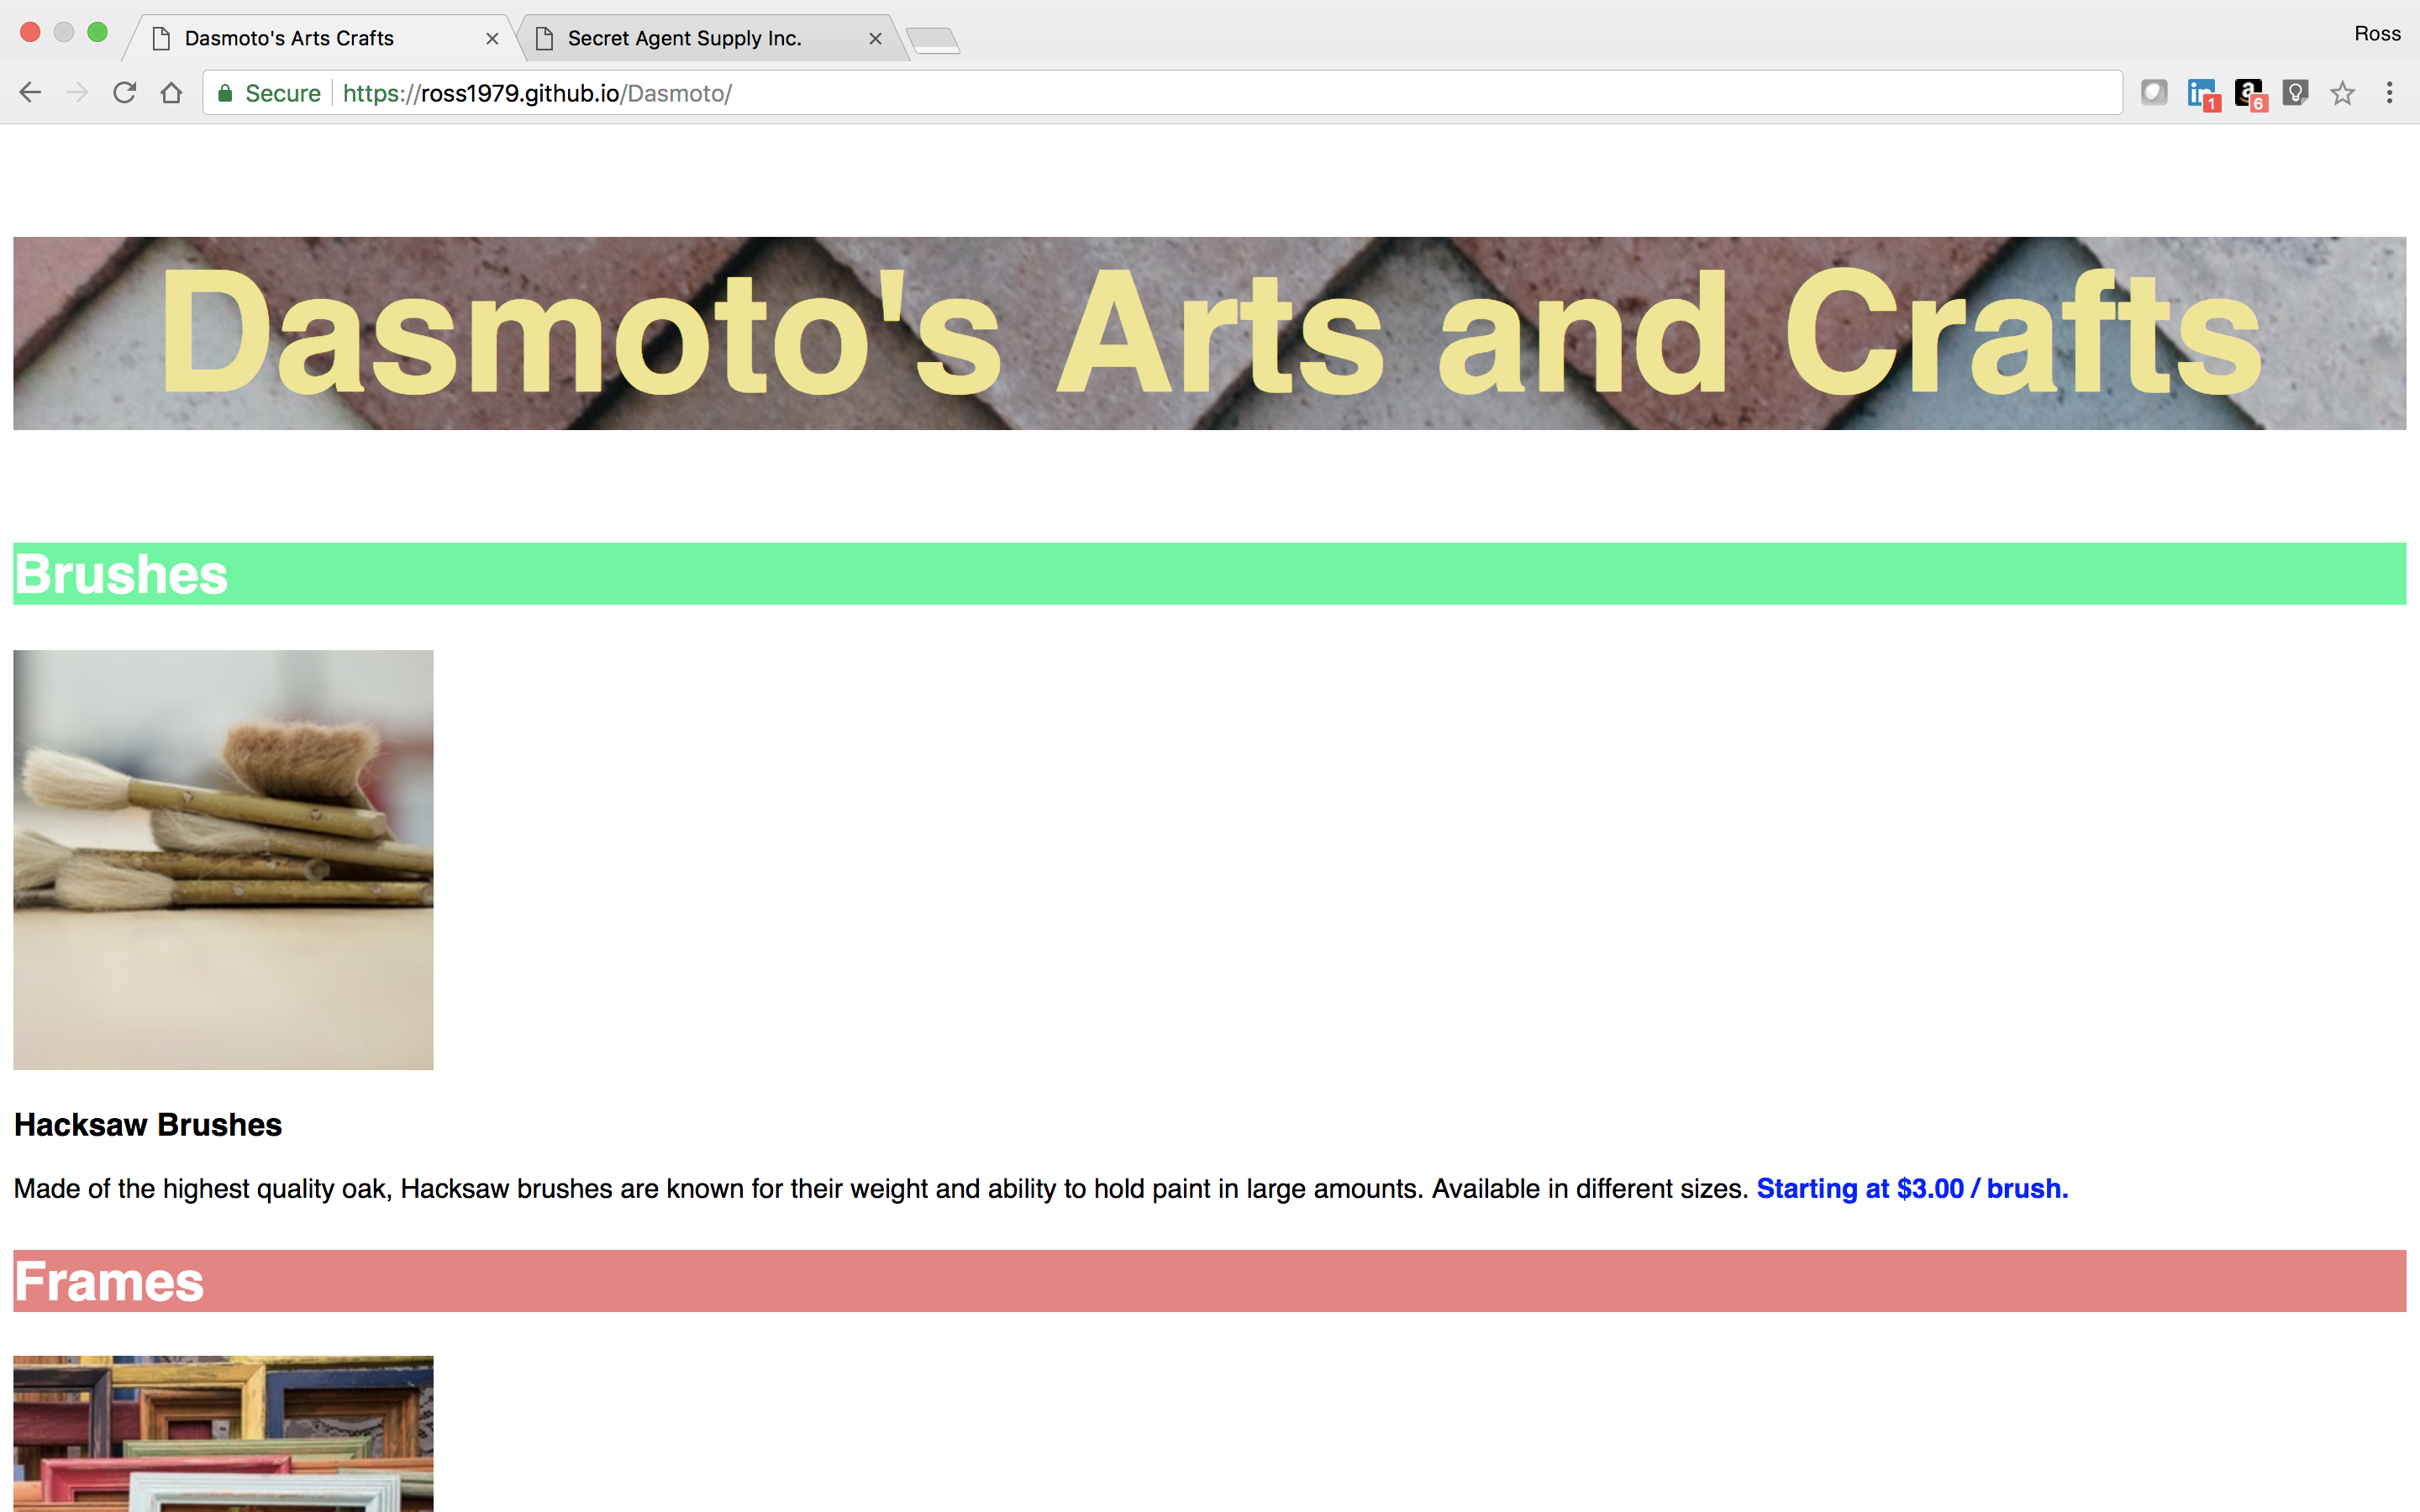 Dasmoto's Arts Crafts
Secret Agent Supply Inc.
Ross
Secure https://ross1979.github.io/Dasmoto/
in 1
a 6
Dasmoto's Arts and Crafts
Brushes
Hacksaw Brushes
Made of the highest quality oak, Hacksaw brushes are known for their weight and ability to hold paint in large amounts. Available in different sizes. Starting at $3.00 / brush.
Frames